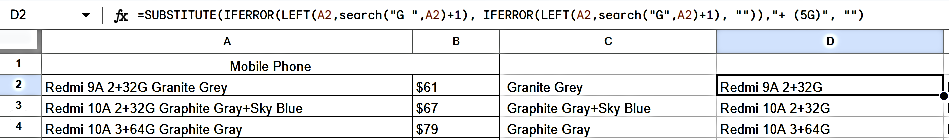 D2 fx =SUBSTITUTE(IFERROR(LEFT(A2,search("G ",A2)+1), IFERROR(LEFT(A2,search("G",A2)+1), "")),"+ (5G)", "")
A B C D
1 Mobile Phone
2 Redmi 9A 2+32G Granite Grey $61 Granite Grey Redmi 9A 2+32G
3 Redmi 10A 2+32G Graphite Gray+Sky Blue $67 Graphite Gray+Sky Blue Redmi 10A 2+32G
4 Redmi 10A 3+64G Graphite Gray $79 Graphite Gray Redmi 10A 3+64G